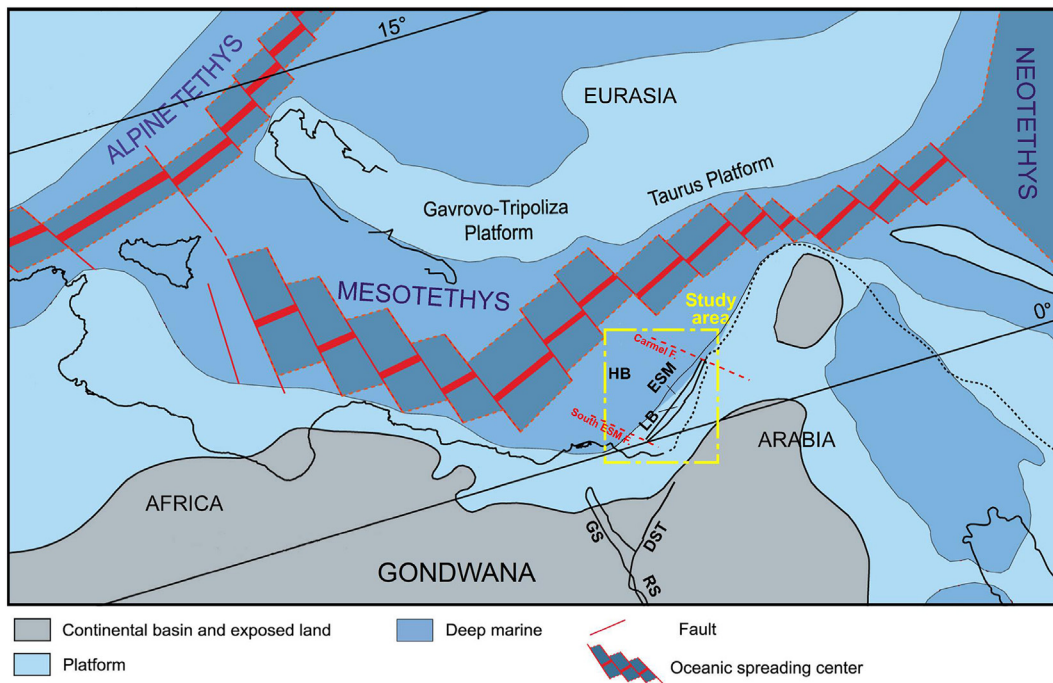 15°
ALPINE TETHYS
EURASIA
NEOTETHYS
Taurus Platform
Gavrovo-Tripoliza
Platform
MESOTETHYS
Study
area
0°
Carmel F.
HB
ESM
LB
South ESM F.
ARABIA
AFRICA
GS
DST
GONDWANA
RS
Continental basin and exposed land
Deep marine
Fault
Platform
Oceanic spreading center